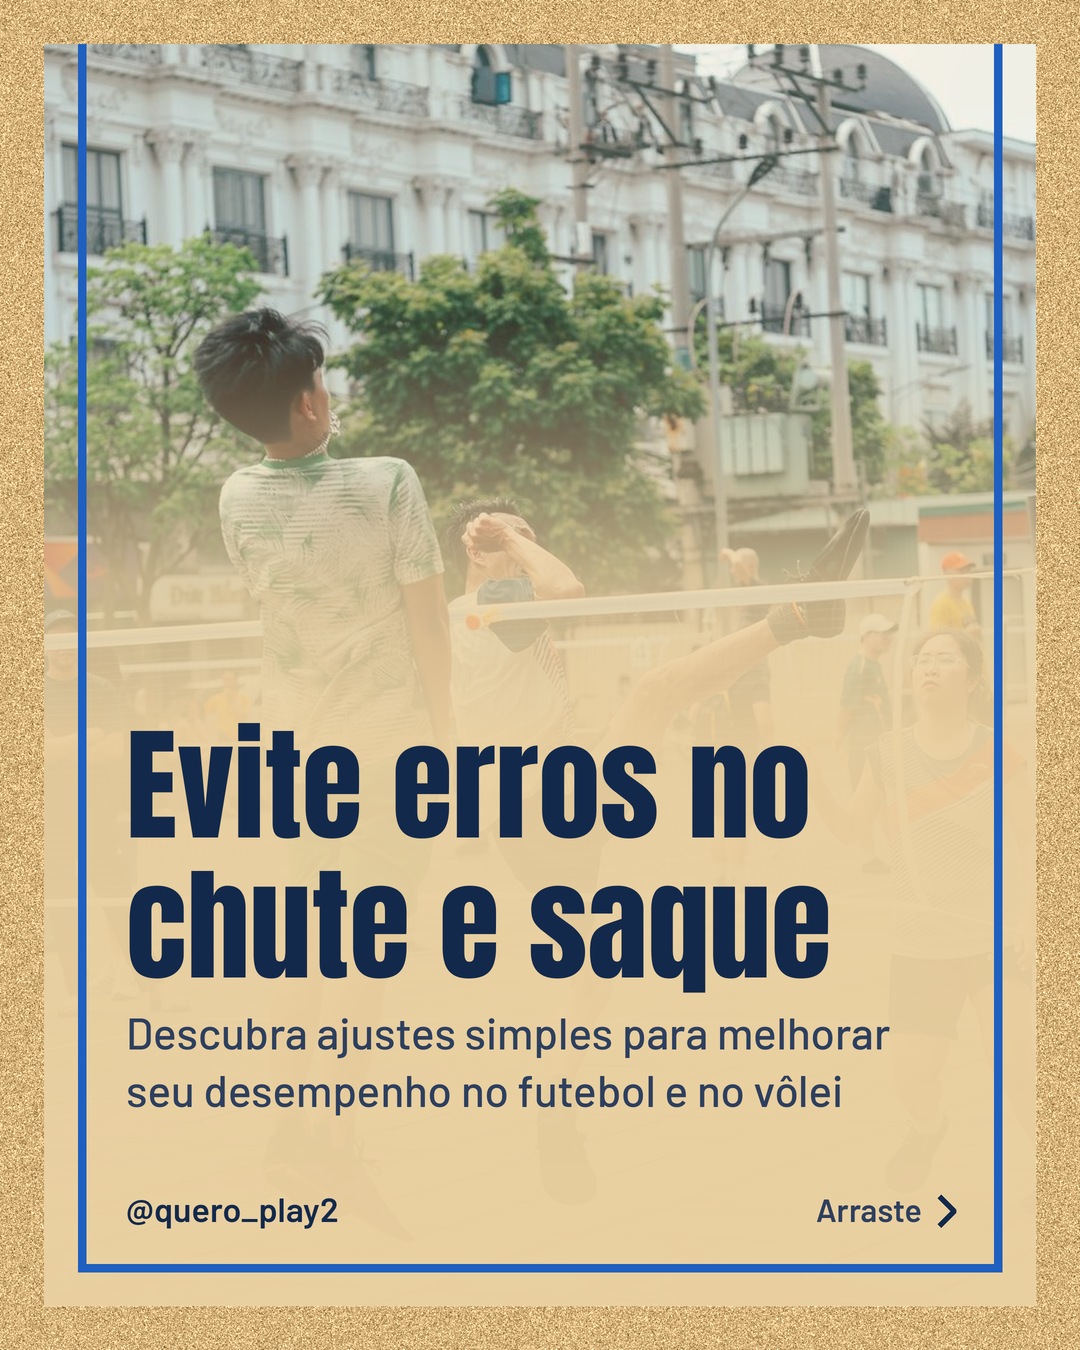 Evite erros no
chute e saque
Descubra ajustes simples para melhorar
seu desempenho no futebol e no vôlei
@quero_play2
Arraste